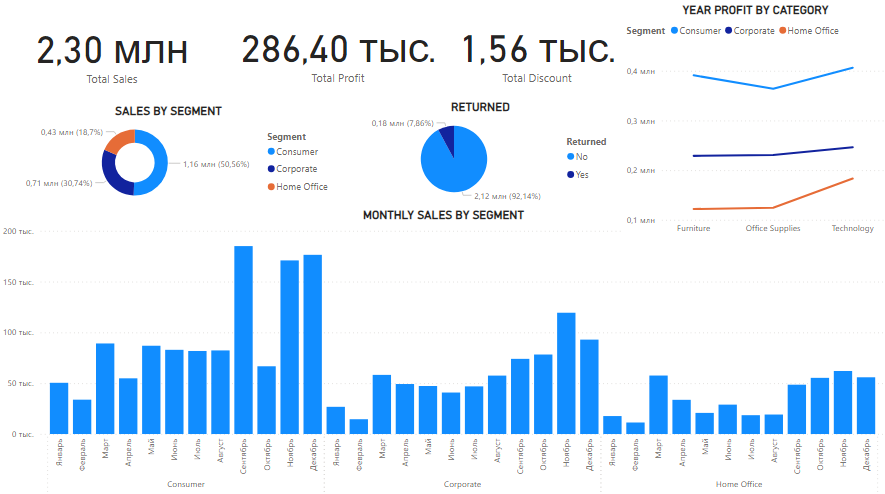 2,30 млн
Total Sales
286,40 тыс.
Total Profit
1,56 тыс.
Total Discount
YEAR PROFIT BY CATEGORY
Segment Consumer Corporate Home Office
0,4 млн
0,3 млн
0,2 млн
0,1 млн
Furniture Office Supplies Technology
SALES BY SEGMENT
0,43 млн (18,7%)
1,16 млн (50,56%)
0,71 млн (30,74%)
Segment
Consumer
Corporate
Home Office
RETURNED
0,18 млн (7,86%)
2,12 млн (92,14%)
Returned
No
Yes
MONTHLY SALES BY SEGMENT
200 тыс.
150 тыс.
100 тыс.
50 тыс.
0 тыс.
Январь Февраль Март Апрель Май Июнь Июль Август Сентябрь Октябрь Ноябрь Декабрь Январь Февраль Март Апрель Май Июнь Июль Август Сентябрь Октябрь Ноябрь Декабрь Январь Февраль Март Апрель Май Июнь Июль Август Сентябрь Октябрь Ноябрь Декабрь
Consumer Corporate Home Office